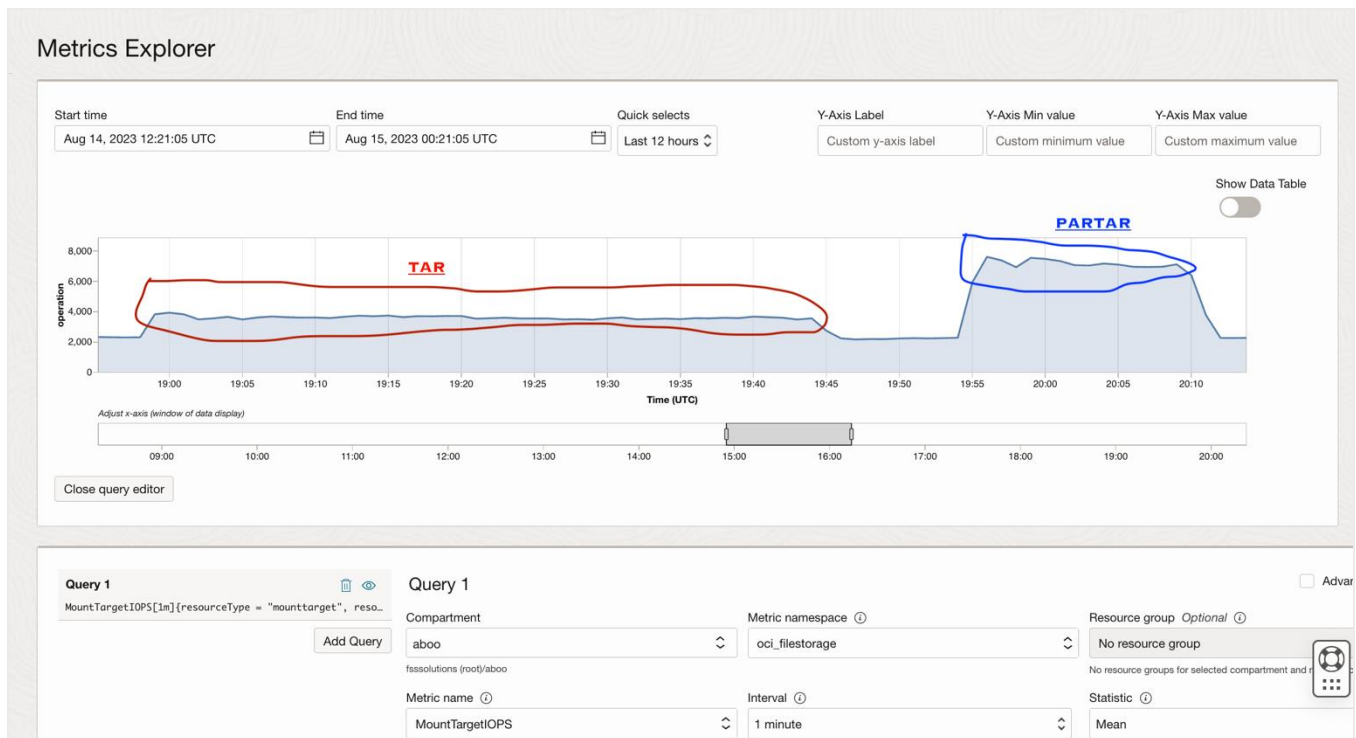 Metrics Explorer
Start time
End time
Quick selects
Y-Axis Label
Y-Axis Min value
Y-Axis Max value
Aug 14, 2023 12:21:05 UTC
Aug 15, 2023 00:21:05 UTC
Last 12 hours
Custom y-axis label
Custom minimum value
Custom maximum value
Show Data Table
PARTAR
TAR
8,000
6,000
4,000
2,000
0
operation
19:00 19:05 19:10 19:15 19:20 19:25 19:30 19:35 19:40 19:45 19:50 19:55 20:00 20:05 20:10
Time (UTC)
Adjust x-axis (window of data display)
09:00 10:00 11:00 12:00 13:00 14:00 15:00 16:00 17:00 18:00 19:00 20:00
Close query editor
Query 1
MountTargetIOPS[1m]{resourceType = "mounttarget", reso…
Add Query
Query 1
Advar
Compartment
Metric namespace
Resource group Optional
aboo
oci_filestorage
No resource group
fsssolutions (root)/aboo
No resource groups for selected compartment and
Metric name
Interval
Statistic
MountTargetIOPS
1 minute
Mean